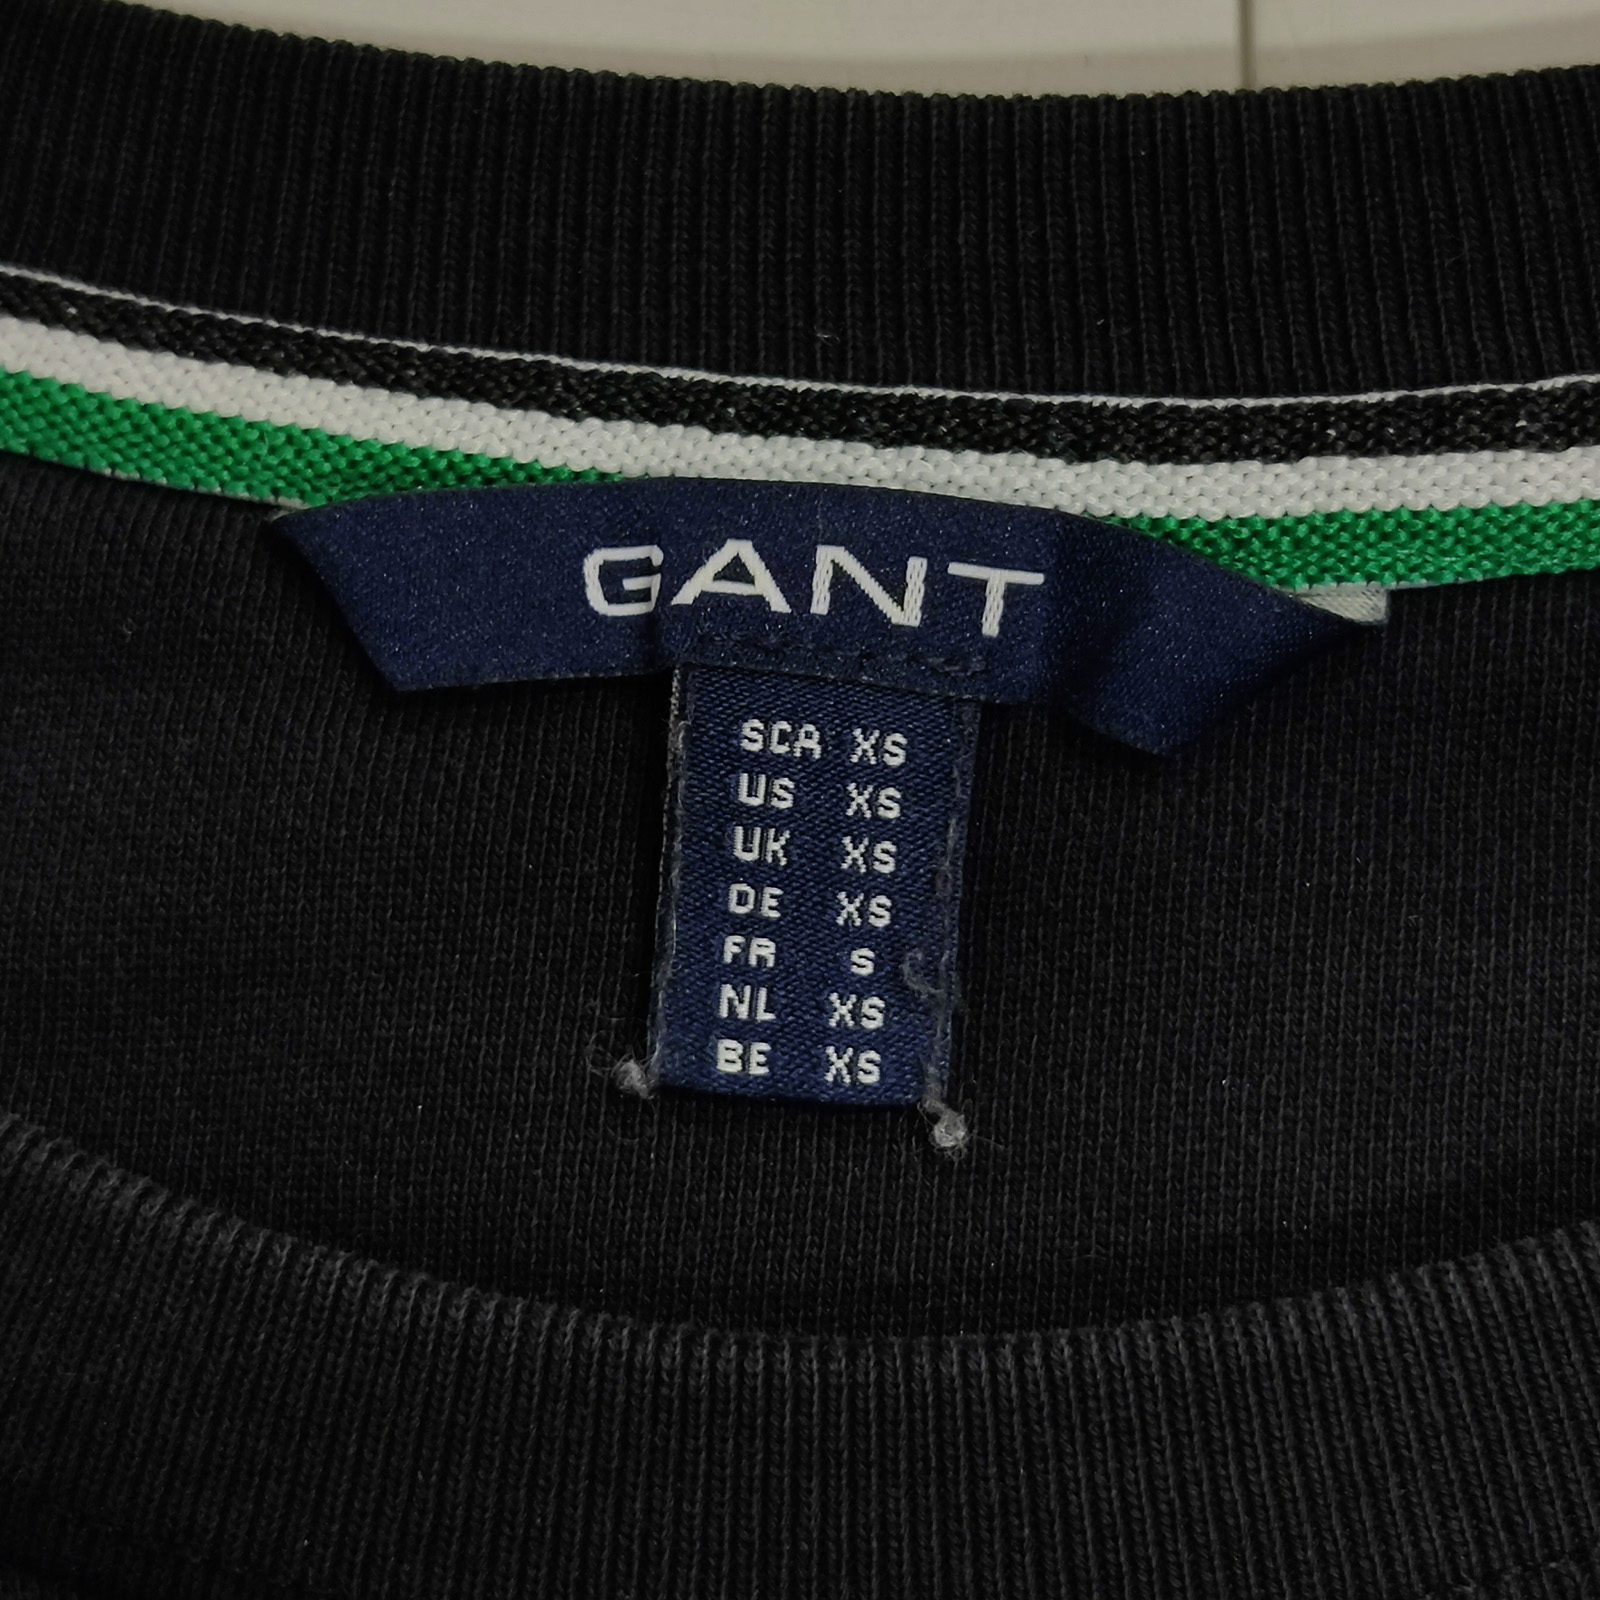 GANT
SCA XS
US XS
UK XS
DE XS
FR S
NL XS
BE XS